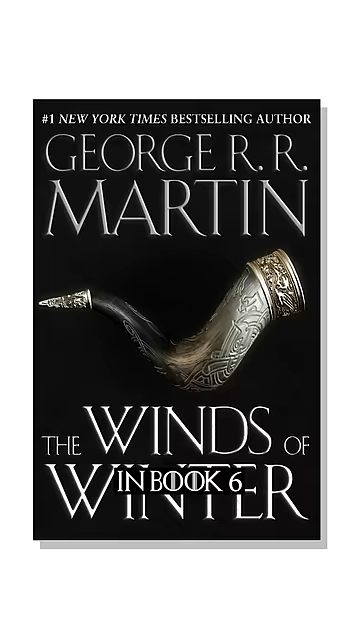 #1 NEW YORK TIMES BESTSELLING AUTHOR
GEORGE R. R.
MARTIN
THE WINDS OF
WINTER
IN BOOK 6